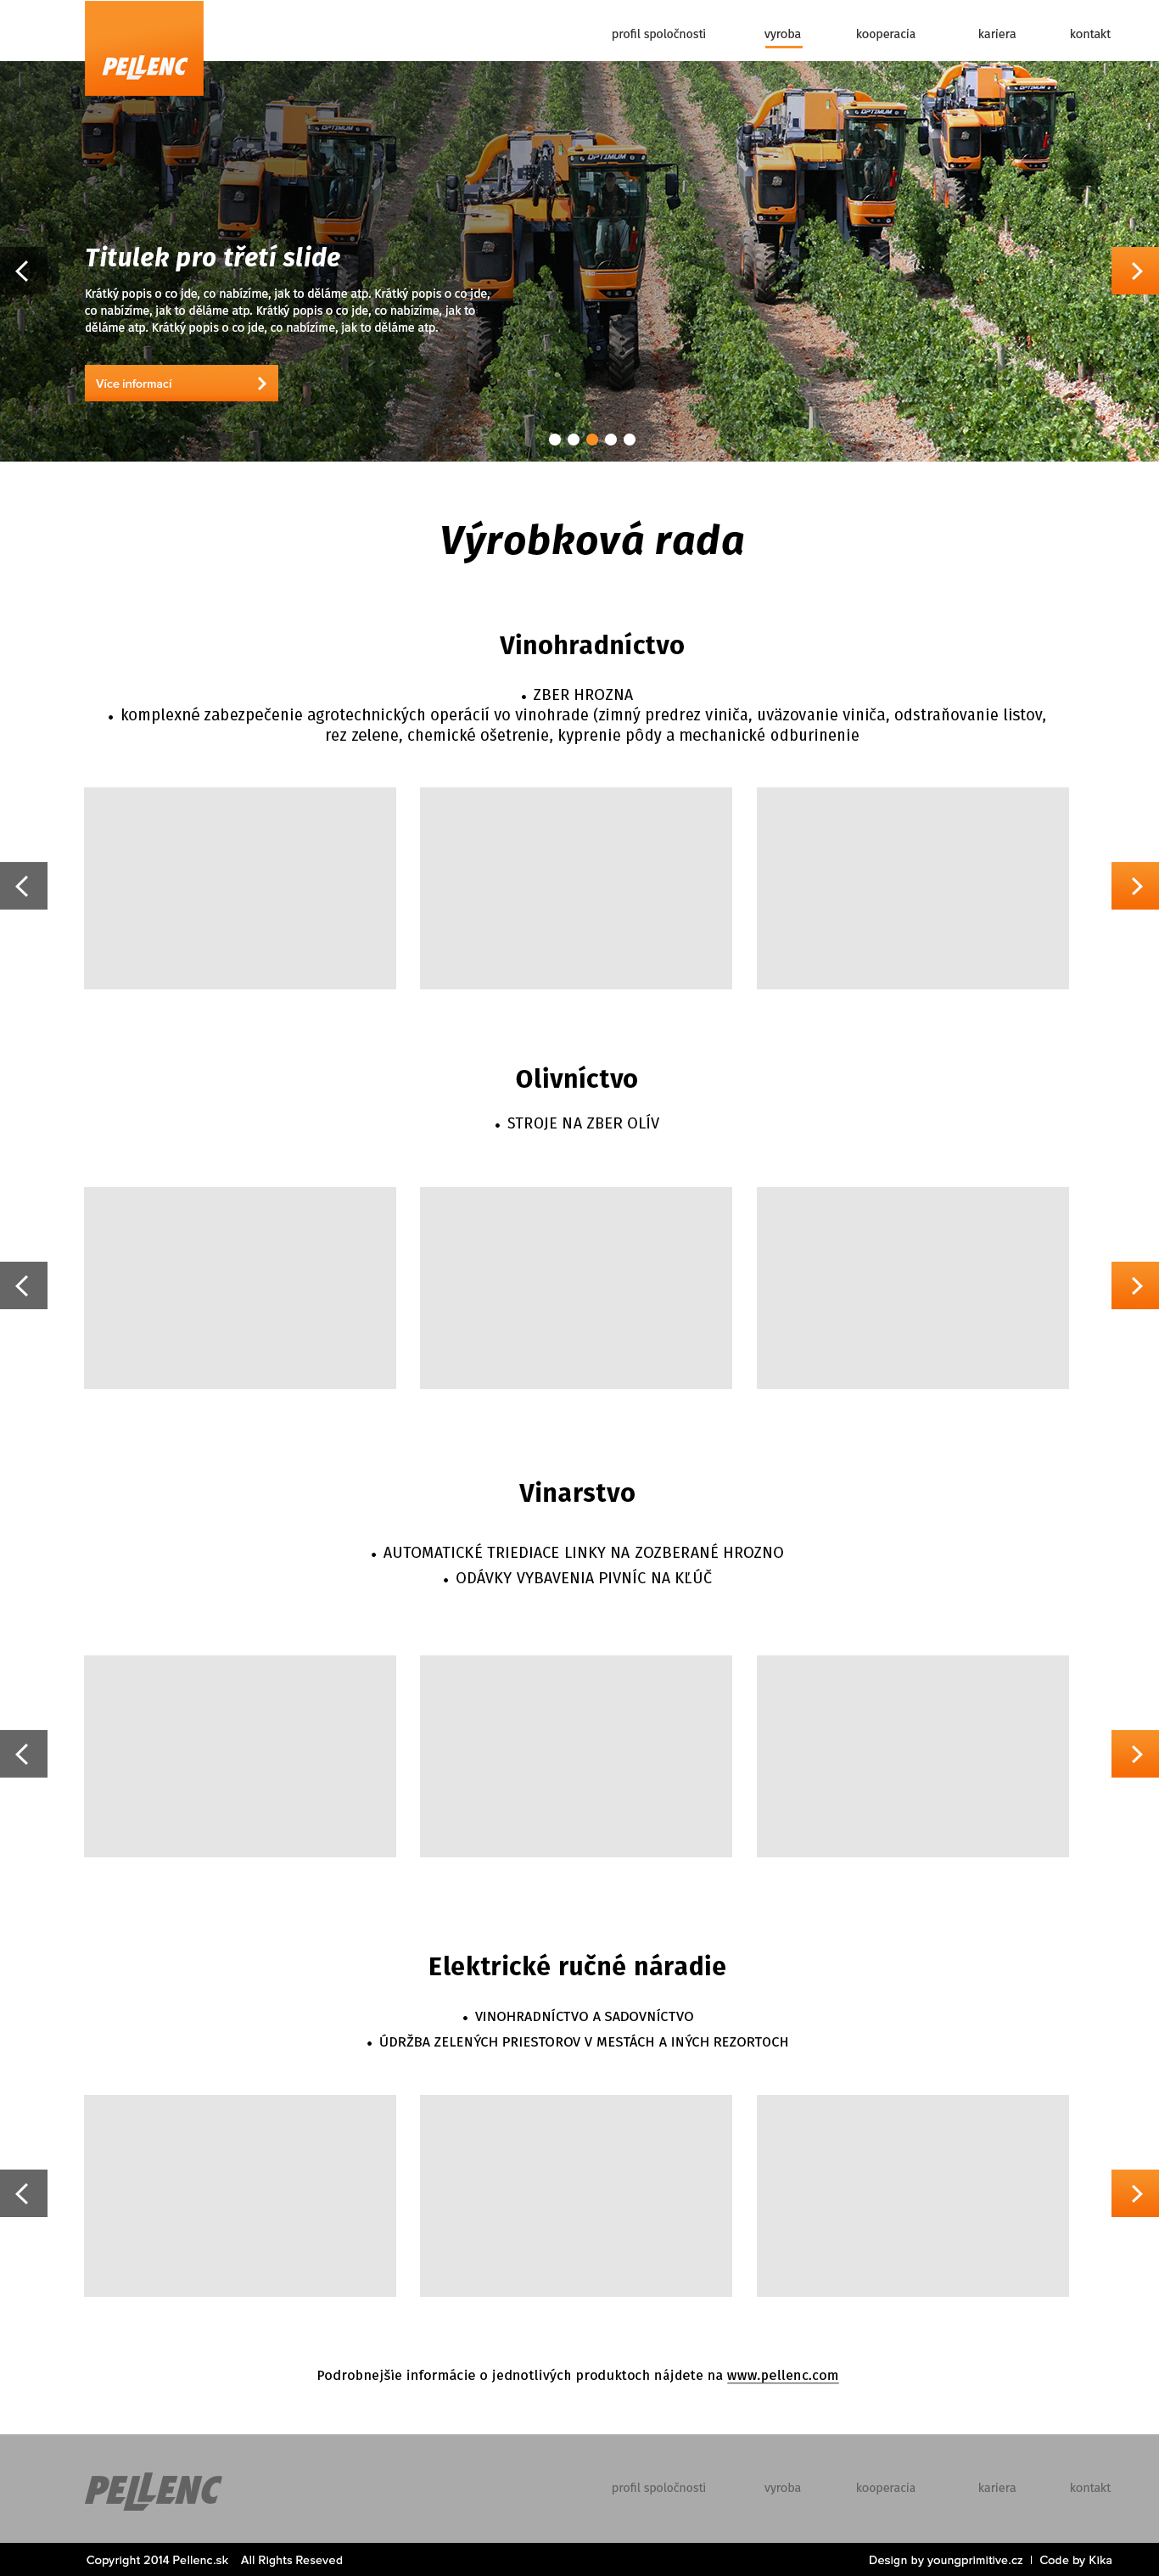 PELLENC
profil spoločnosti vyroba kooperacia kariera kontakt
OPTIMUM
OPTIMUM
OPTIMUM
OPTIMUM
Titulek pro třetí slide
Krátký popis o co jde, co nabízíme, jak to děláme atp. Krátký popis o co jde,
co nabízíme, jak to děláme atp. Krátký popis o co jde, co nabízíme, jak to
děláme atp. Krátký popis o co jde, co nabízíme, jak to děláme atp.
Více informací
Výrobková rada
Vinohradníctvo
• ZBER HROZNA
• komplexné zabezpečenie agrotechnických operácií vo vinohrade (zimný predrez viniča, uväzovanie viniča, odstraňovanie listov,
rez zelene, chemické ošetrenie, kyprenie pôdy a mechanické odburinenie
Olivníctvo
• STROJE NA ZBER OLÍV
Vinarstvo
• AUTOMATICKÉ TRIEDIACE LINKY NA ZOZBERANÉ HROZNO
• ODÁVKY VYBAVENIA PIVNÍC NA KĽÚČ
Elektrické ručné náradie
• VINOHRADNÍCTVO A SADOVNÍCTVO
• ÚDRŽBA ZELENÝCH PRIESTOROV V MESTÁCH A INÝCH REZORTOCH
Podrobnejšie informácie o jednotlivých produktoch nájdete na www.pellenc.com
PELLENC
profil spoločnosti vyroba kooperacia kariera kontakt
Copyright 2014 Pellenc.sk All Rights Reseved
Design by youngprimitive.cz | Code by Kika